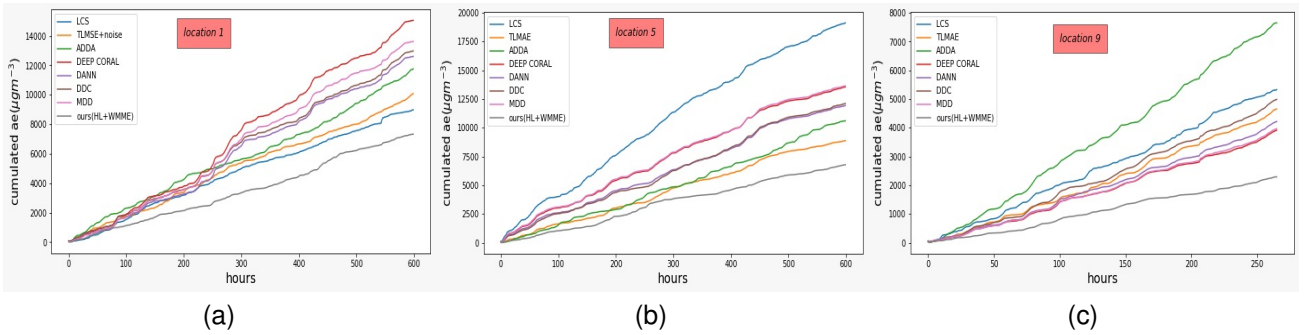 cumulated ae(μgm⁻³)
14000
12000
10000
8000
6000
4000
2000
0
LCS
TLMSE+noise
ADDA
DEEP CORAL
DANN
DDC
MDD
ours(HL+WMME)
location 1
0 100 200 300 400 500 600
hours
(a)
cumulated ae(μgm⁻³)
20000
17500
15000
12500
10000
7500
5000
2500
0
LCS
TLMAE
ADDA
DEEP CORAL
DANN
DDC
MDD
ours(HL+WMME)
location 5
0 100 200 300 400 500 600
hours
(b)
cumulated ae(μgm⁻³)
8000
7000
6000
5000
4000
3000
2000
1000
0
LCS
ADDA
DDC
TLMAE
DANN
DEEP CORAL
MDD
ours(HL+WMME)
location 9
0 50 100 150 200 250
hours
(c)